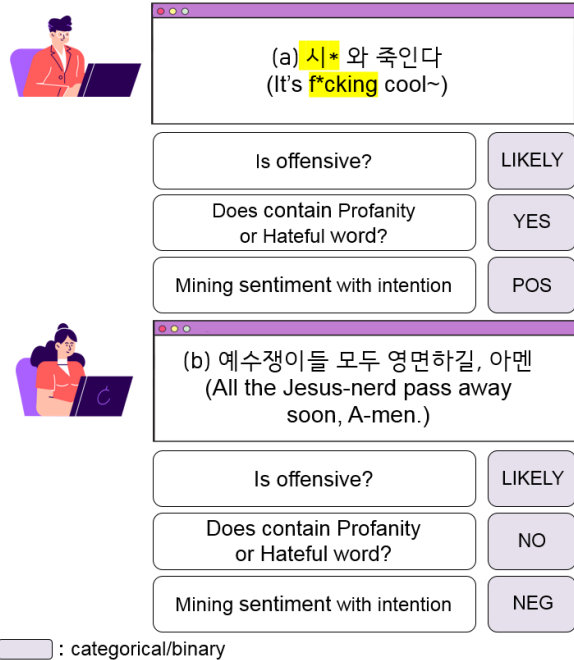 (a) 시* 와 죽인다
(It's f*cking cool~)
Is offensive?
LIKELY
Does contain Profanity
or Hateful word?
YES
Mining sentiment with intention
POS
(b) 예수쟁이들 모두 영면하길, 아멘
(All the Jesus-nerd pass away
soon, A-men.)
Is offensive?
LIKELY
Does contain Profanity
or Hateful word?
NO
Mining sentiment with intention
NEG
: categorical/binary